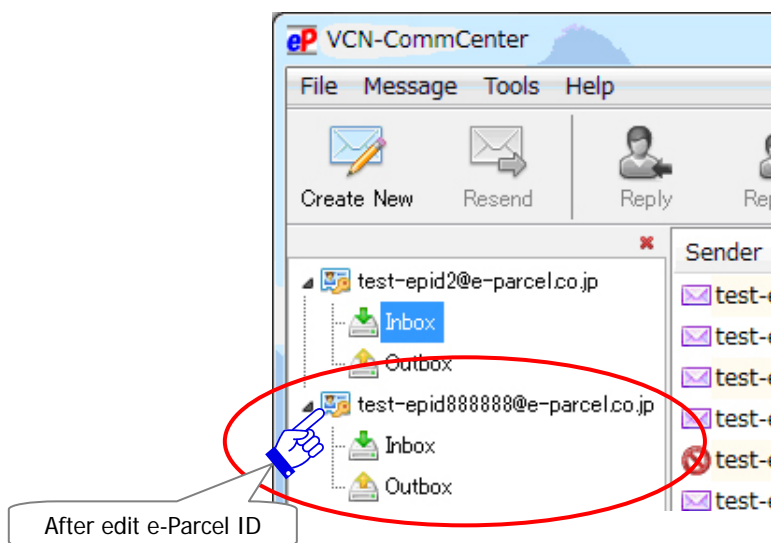 eP VCN-CommCenter
File Message Tools Help
Create New Resend Reply
Sender
test-epid2@e-parcel.co.jp
Inbox
Outbox
test-epid888888@e-parcel.co.jp
Inbox
Outbox
After edit e-Parcel ID